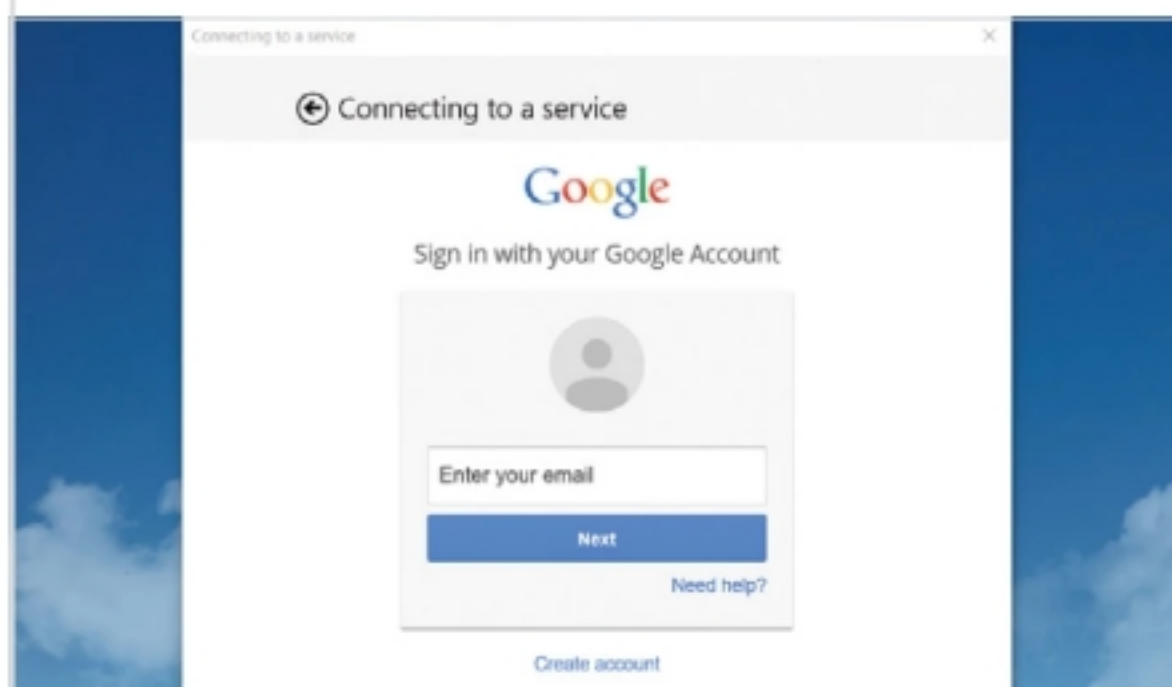 Connecting to a service
Connecting to a service
Google
Sign in with your Google Account
Enter your email
Next
Need help?
Create account